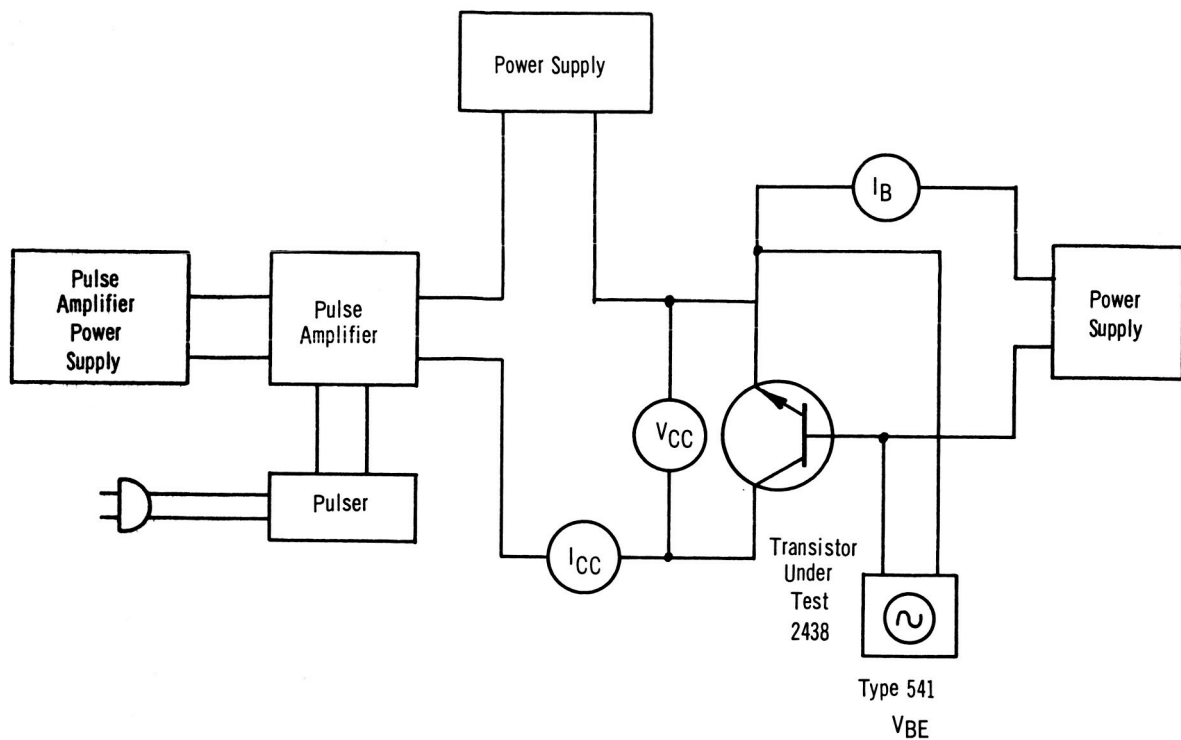 Power Supply
I_B
Pulse
Amplifier
Power
Supply
Pulse
Amplifier
Power
Supply
V_CC
Pulser
I_CC
Transistor
Under
Test
2438
Type 541
V_BE